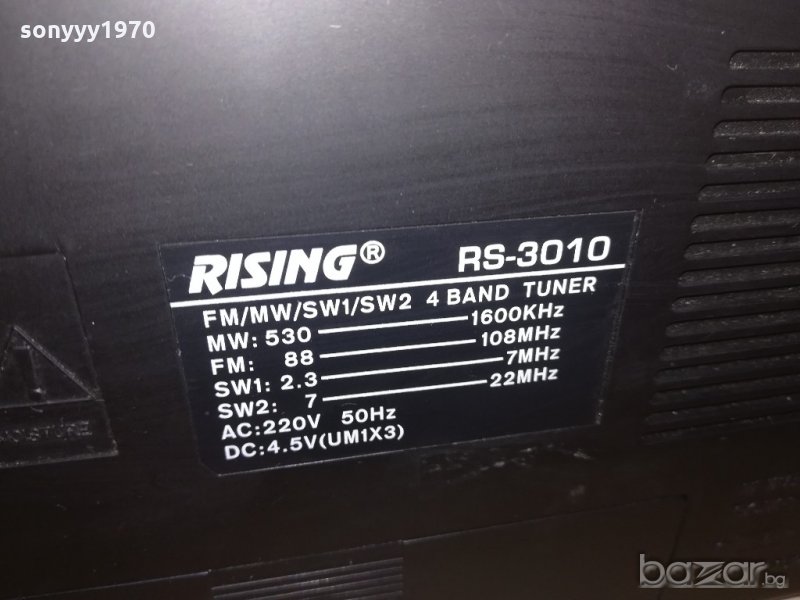 sonyyy1970
RISING® RS-3010
FM/MW/SW1/SW2 4 BAND TUNER
MW: 530 1600KHz
FM: 88 108MHz
SW1: 2.3 7MHz
SW2: 7 22MHz
AC:220V 50Hz
DC:4.5V(UM1X3)
MOISTURE
bazar.bg